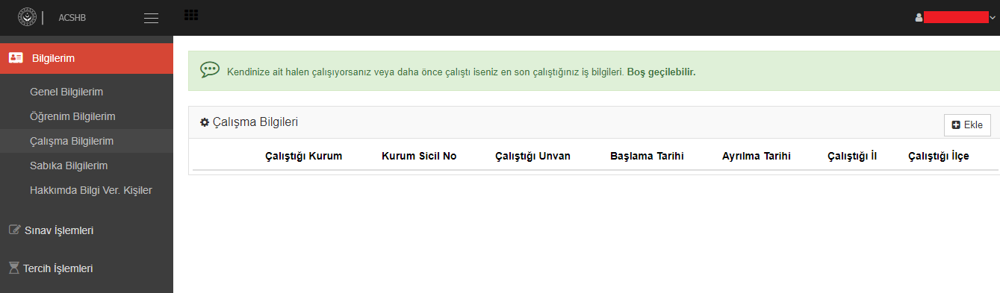 ACSHB
Bilgilerim
Genel Bilgilerim
Öğrenim Bilgilerim
Çalışma Bilgilerim
Sabıka Bilgilerim
Hakkımda Bilgi Ver. Kişiler
Sınav İşlemleri
Tercih İşlemleri
Kendinize ait halen çalışıyorsanız veya daha önce çalıştı iseniz en son çalıştığınız iş bilgileri. Boş geçilebilir.
Çalışma Bilgileri
Ekle
Çalıştığı Kurum Kurum Sicil No Çalıştığı Unvan Başlama Tarihi Ayrılma Tarihi Çalıştığı İl Çalıştığı İlçe